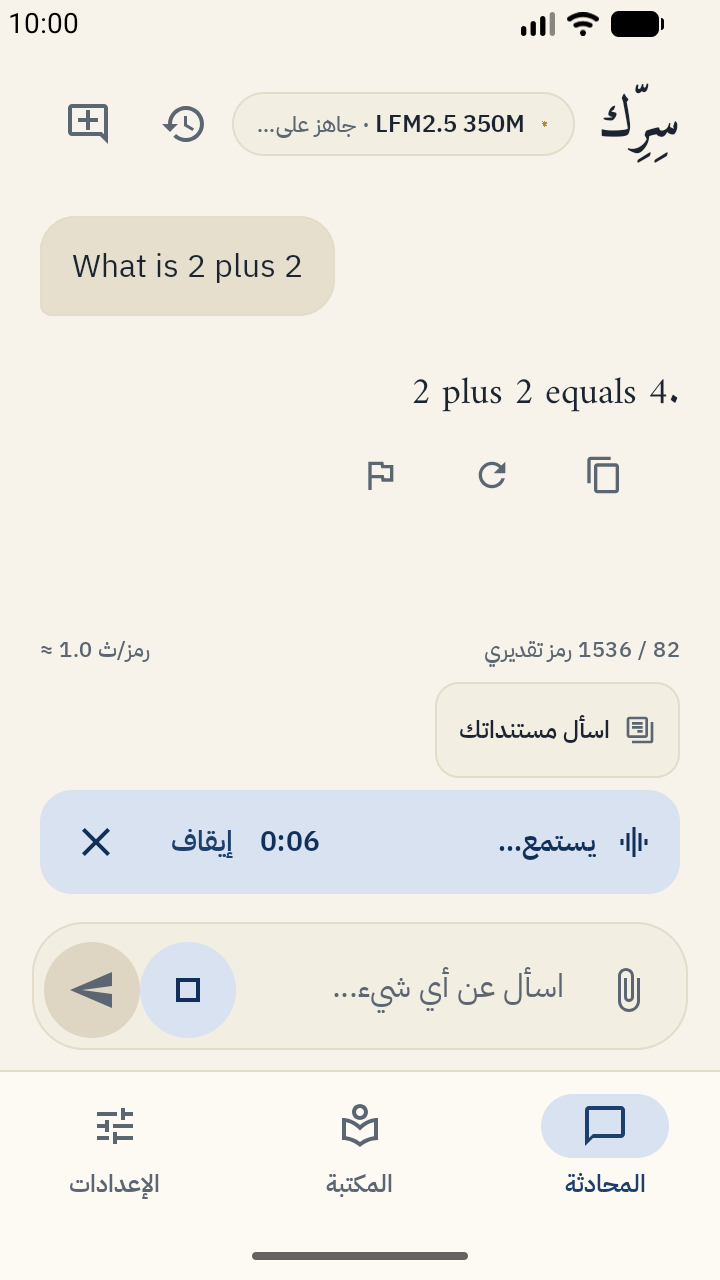 10:00
سِرِّك
LFM2.5 350M · جاهز على...
What is 2 plus 2
2 plus 2 equals 4.
82 / 1536 رمز تقديري
≈ 1.0 رمز/ث
اسأل مستنداتك
يستمع...
0:06
إيقاف
اسأل عن أي شيء...
المحادثة
المكتبة
الإعدادات